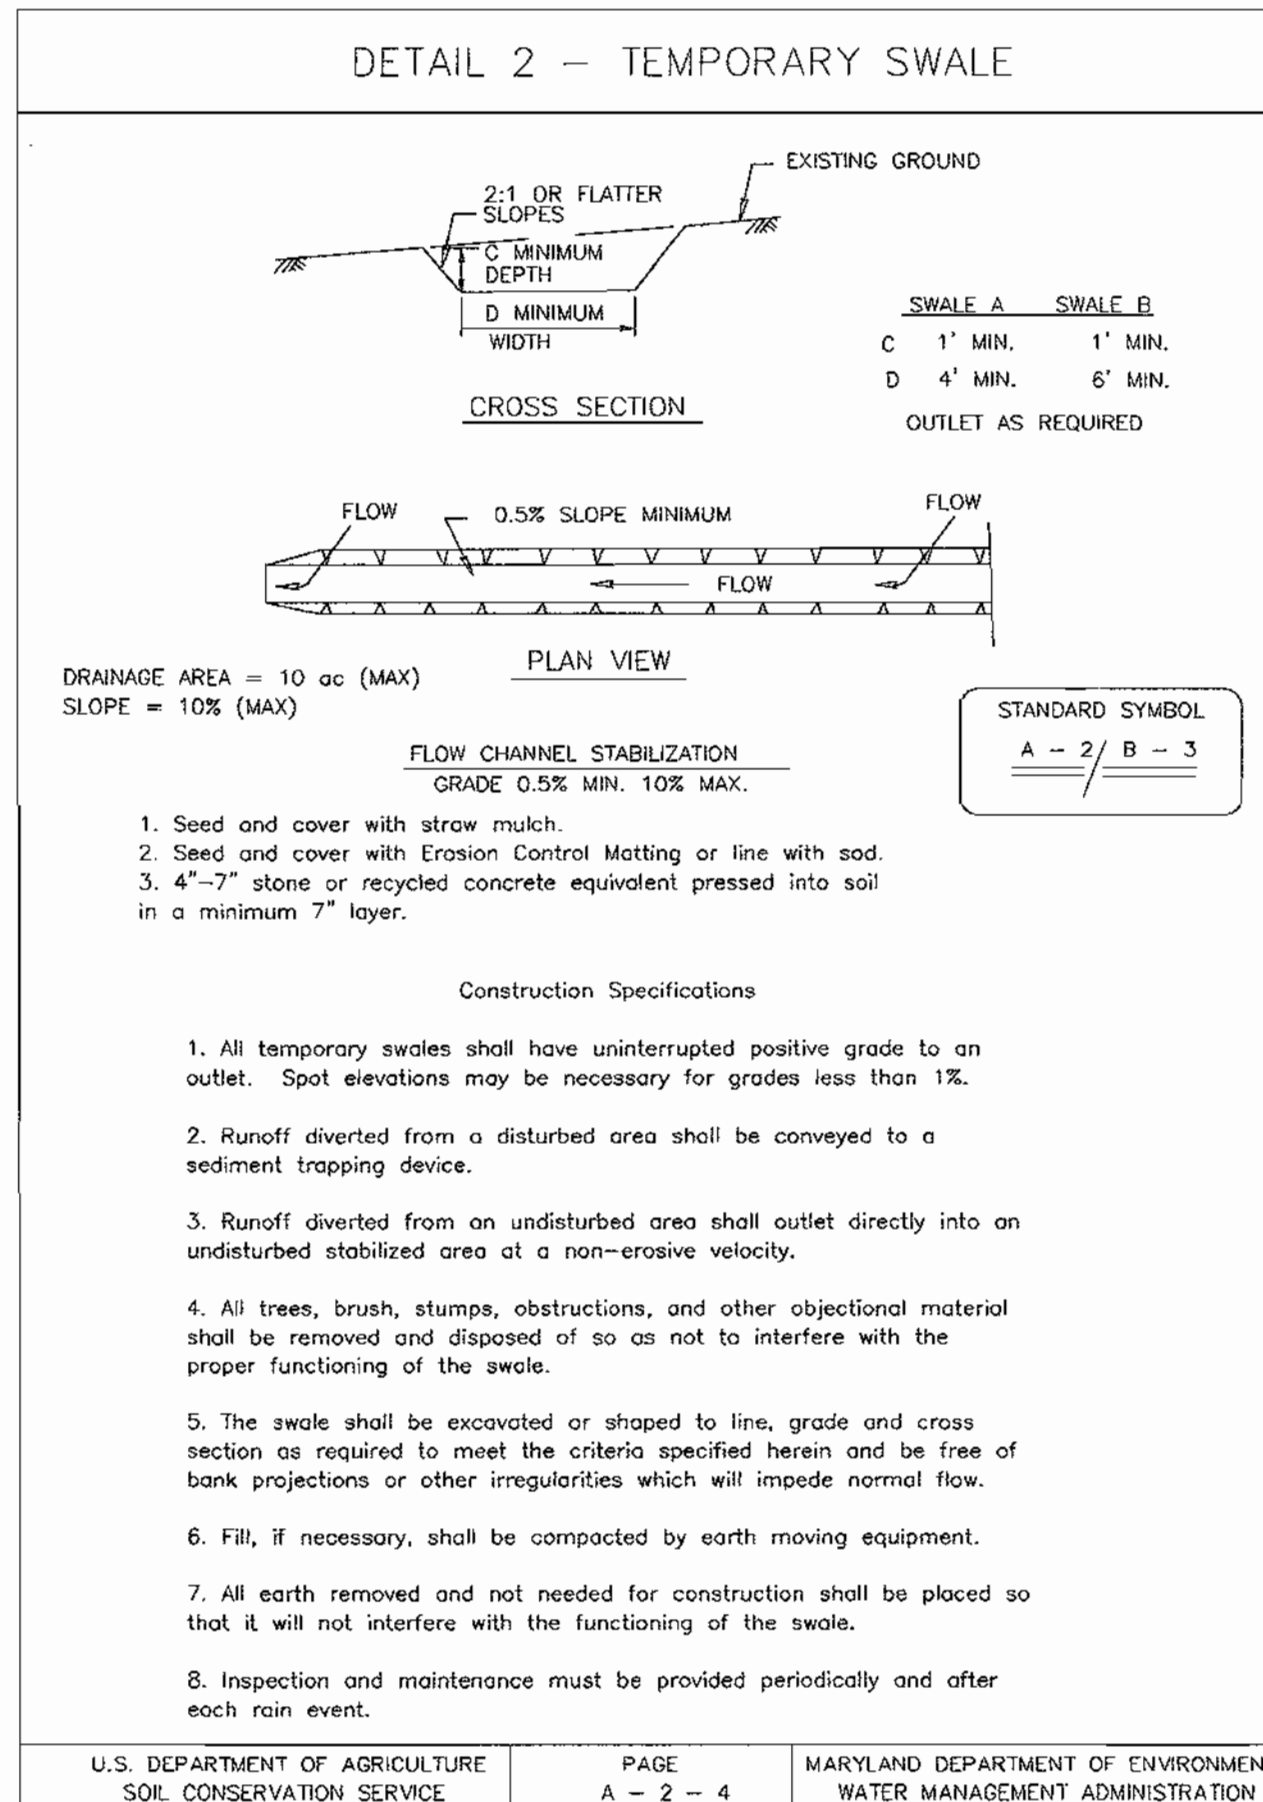 DETAIL 2 – TEMPORARY SWALE
EXISTING GROUND
2:1 OR FLATTER
SLOPES
C MINIMUM
DEPTH
D MINIMUM
WIDTH
SWALE A SWALE B
C 1' MIN. 1' MIN.
D 4' MIN. 6' MIN.
OUTLET AS REQUIRED
CROSS SECTION
FLOW
0.5% SLOPE MINIMUM
FLOW
FLOW
PLAN VIEW
DRAINAGE AREA = 10 ac (MAX)
SLOPE = 10% (MAX)
STANDARD SYMBOL
A – 2/ B – 3
FLOW CHANNEL STABILIZATION
GRADE 0.5% MIN. 10% MAX.
1. Seed and cover with straw mulch.
2. Seed and cover with Erosion Control Matting or line with sod.
3. 4"–7" stone or recycled concrete equivalent pressed into soil
in a minimum 7" layer.
Construction Specifications
1. All temporary swales shall have uninterrupted positive grade to an
outlet. Spot elevations may be necessary for grades less than 1%.
2. Runoff diverted from a disturbed area shall be conveyed to a
sediment trapping device.
3. Runoff diverted from an undisturbed area shall outlet directly into an
undisturbed stabilized area at a non–erosive velocity.
4. All trees, brush, stumps, obstructions, and other objectional material
shall be removed and disposed of so as not to interfere with the
proper functioning of the swale.
5. The swale shall be excavated or shaped to line, grade and cross
section as required to meet the criteria specified herein and be free of
bank projections or other irregularities which will impede normal flow.
6. Fill, if necessary, shall be compacted by earth moving equipment.
7. All earth removed and not needed for construction shall be placed so
that it will not interfere with the functioning of the swale.
8. Inspection and maintenance must be provided periodically and after
each rain event.
U.S. DEPARTMENT OF AGRICULTURE
SOIL CONSERVATION SERVICE
PAGE
A – 2 – 4
MARYLAND DEPARTMENT OF ENVIRONMEN
WATER MANAGEMENT ADMINISTRATION